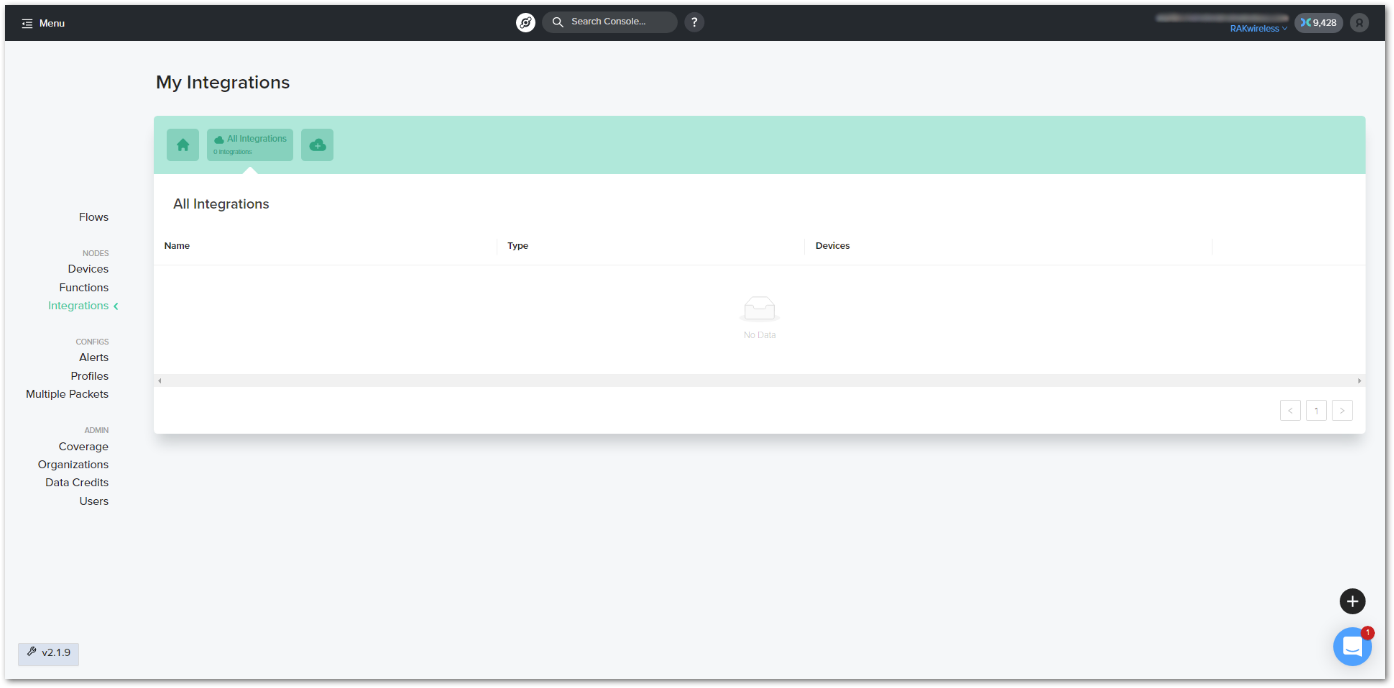 Menu
Search Console...
?
RAKwireless
9,428
R
My Integrations
All Integrations
0 Integrations
All Integrations
Name
Type
Devices
No Data
<
1
>
Flows
NODES
Devices
Functions
Integrations
CONFIGS
Alerts
Profiles
Multiple Packets
ADMIN
Coverage
Organizations
Data Credits
Users
v2.1.9
1